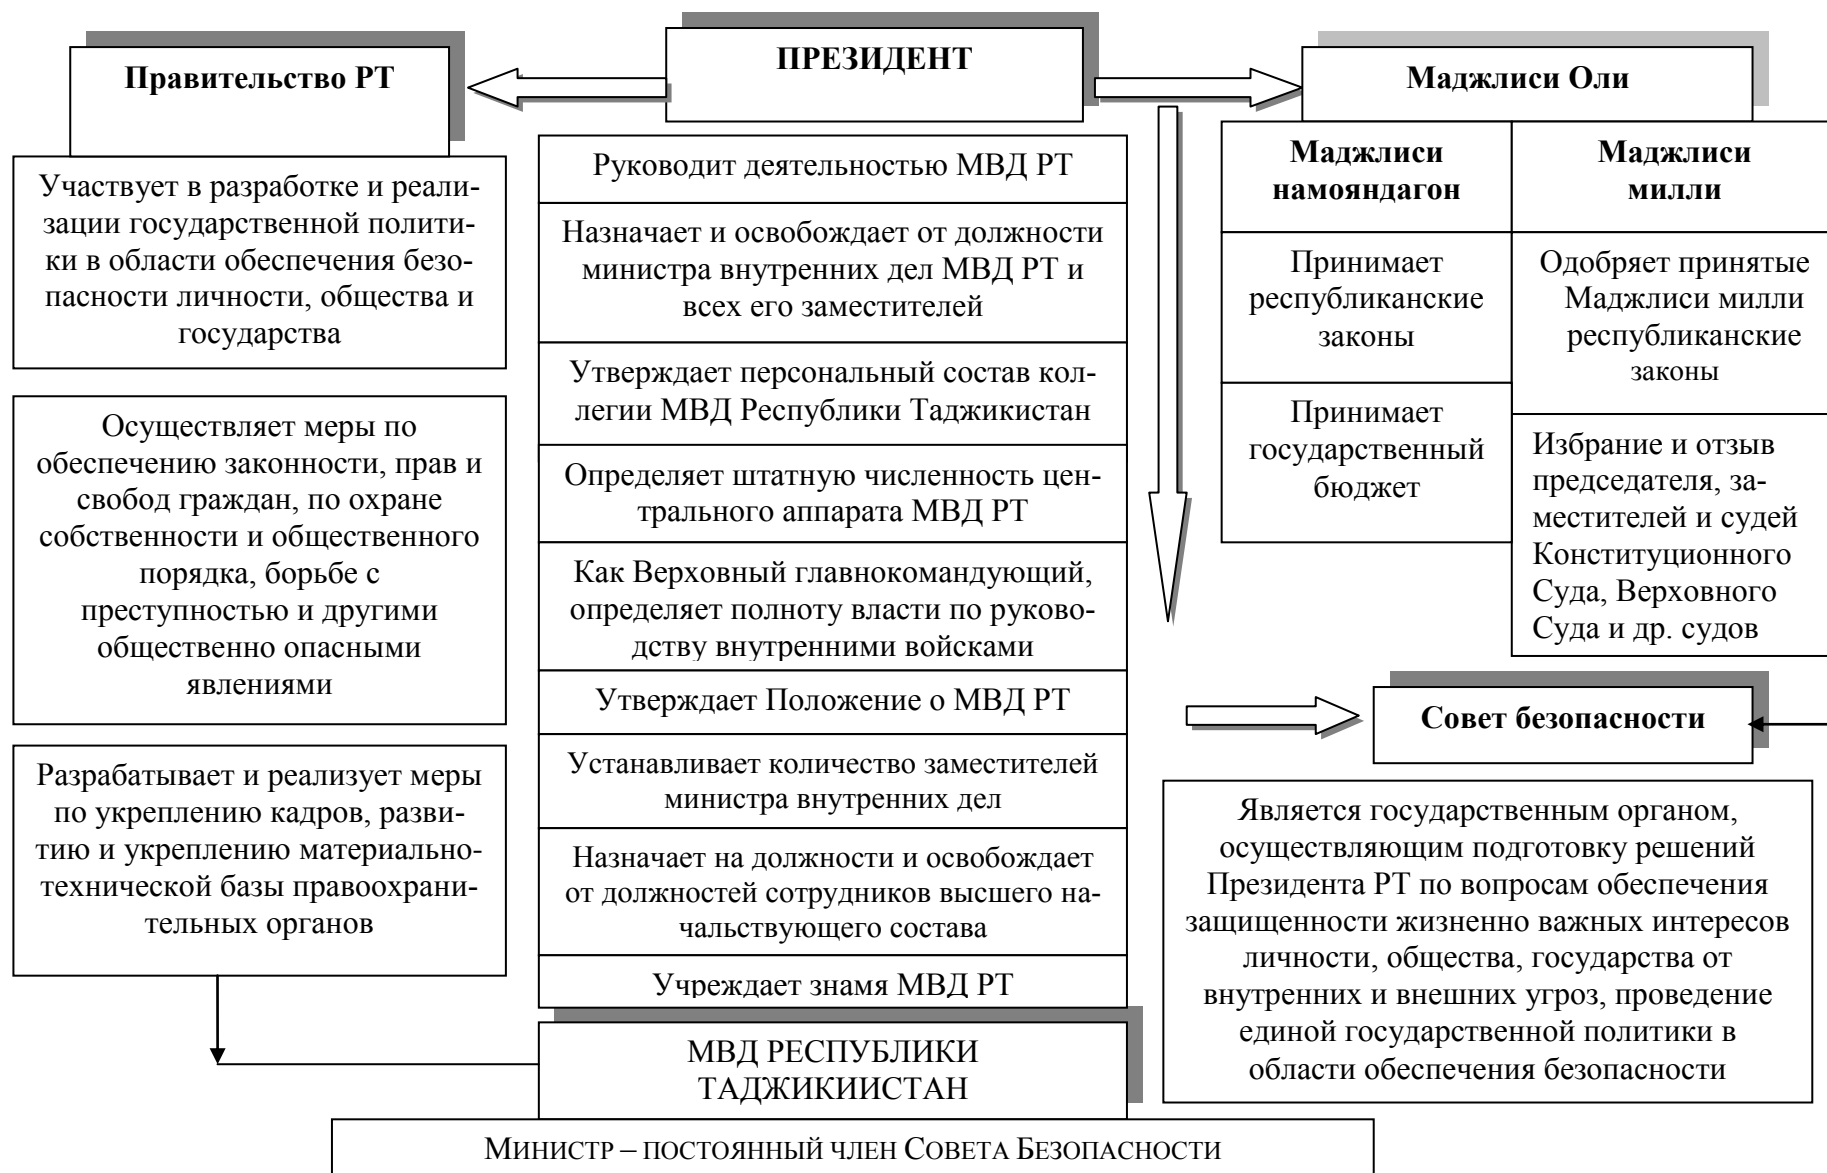 Правительство РТ
Участвует в разработке и реали-
зации государственной полити-
ки в области обеспечения безо-
пасности личности, общества и
государства
Осуществляет меры по
обеспечению законности, прав и
свобод граждан, по охране
собственности и общественного
порядка, борьбе с
преступностью и другими
общественно опасными
явлениями
Разрабатывает и реализует меры
по укреплению кадров, разви-
тию и укреплению материально-
технической базы правоохрани-
тельных органов
ПРЕЗИДЕНТ
Руководит деятельностью МВД РТ
Назначает и освобождает от должности
министра внутренних дел МВД РТ и
всех его заместителей
Утверждает персональный состав кол-
легии МВД Республики Таджикистан
Определяет штатную численность цен-
трального аппарата МВД РТ
Как Верховный главнокомандующий,
определяет полноту власти по руково-
дству внутренними войсками
Утверждает Положение о МВД РТ
Устанавливает количество заместителей
министра внутренних дел
Назначает на должности и освобождает
от должностей сотрудников высшего на-
чальствующего состава
Учреждает знамя МВД РТ
Маджлиси Оли
Маджлиси
намояндагон
Принимает
республиканские
законы
Принимает
государственный
бюджет
Маджлиси
милли
Одобряет принятые
Маджлиси милли
республиканские
законы
Избрание и отзыв
председателя, за-
местителей и судей
Конституционного
Суда, Верховного
Суда и др. судов
Совет безопасности
Является государственным органом,
осуществляющим подготовку решений
Президента РТ по вопросам обеспечения
защищенности жизненно важных интересов
личности, общества, государства от
внутренних и внешних угроз, проведение
единой государственной политики в
области обеспечения безопасности
МВД РЕСПУБЛИКИ
ТАДЖИКИИСТАН
МИНИСТР – ПОСТОЯННЫЙ ЧЛЕН СОВЕТА БЕЗОПАСНОСТИ